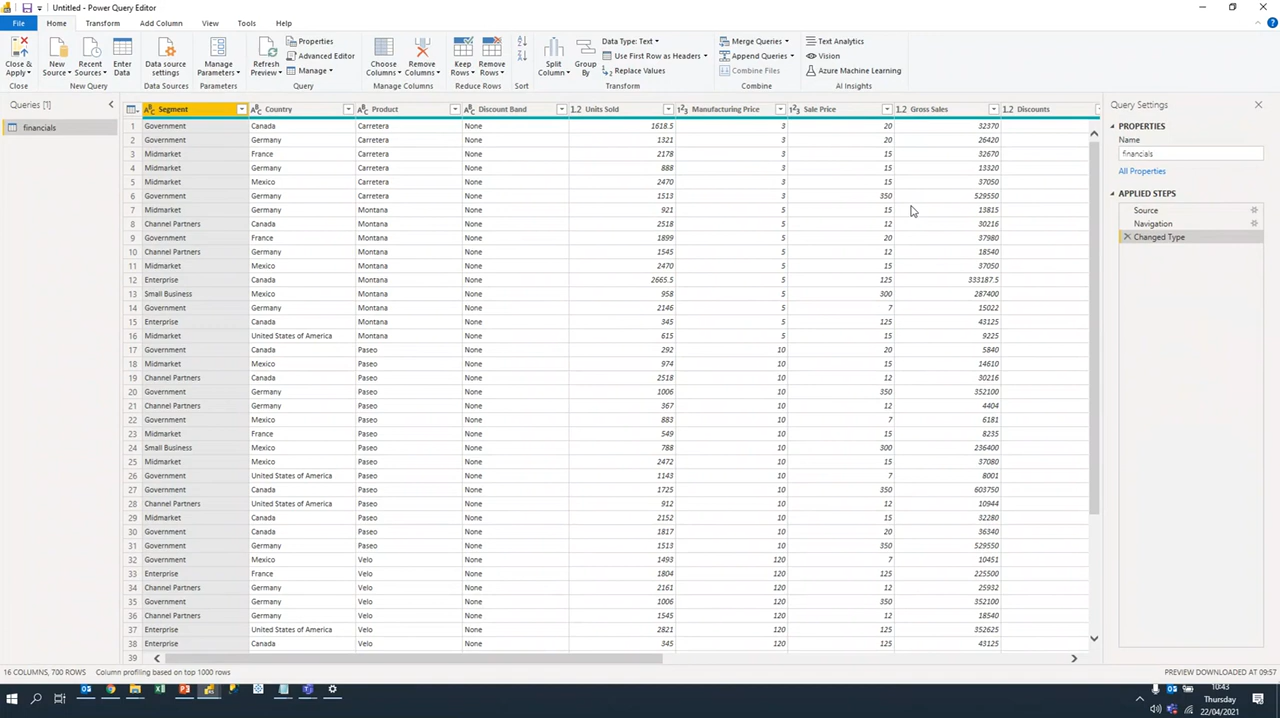 Untitled - Power Query Editor
File Home Transform Add Column View Tools Help
Close & Apply New Source Recent Sources Enter Data Data source settings Manage Parameters Refresh Preview Properties Advanced Editor Manage Choose Columns Remove Columns Keep Rows Remove Rows Split Column Group By Data Type: Text Use First Row as Headers Replace Values Merge Queries Append Queries Combine Files Text Analytics Vision Azure Machine Learning
Close New Query Data Sources Parameters Query Manage Columns Reduce Rows Sort Transform Combine AI Insights
Queries [1]
financials
Segment Country Product Discount Band 1.2 Units Sold 123 Manufacturing Price 123 Sale Price 1.2 Gross Sales 1.2 Discounts
1 Government Canada Carretera None 1618.5 3 20 32370
2 Government Germany Carretera None 1321 3 20 26420
3 Midmarket France Carretera None 2178 3 15 32670
4 Midmarket Germany Carretera None 888 3 15 13320
5 Midmarket Mexico Carretera None 2470 3 15 37050
6 Government Germany Carretera None 1513 3 350 529550
7 Midmarket Germany Montana None 921 5 15 13815
8 Channel Partners Canada Montana None 2518 5 12 30216
9 Government France Montana None 1899 5 20 37980
10 Channel Partners Germany Montana None 1545 5 12 18540
11 Midmarket Mexico Montana None 2470 5 15 37050
12 Enterprise Canada Montana None 2665.5 5 125 333187.5
13 Small Business Mexico Montana None 958 5 300 287400
14 Government Germany Montana None 2146 5 7 15022
15 Enterprise Canada Montana None 345 5 125 43125
16 Midmarket United States of America Montana None 615 5 15 9225
17 Government Canada Paseo None 292 10 20 5840
18 Midmarket Mexico Paseo None 974 10 15 14610
19 Channel Partners Canada Paseo None 2518 10 12 30216
20 Government Germany Paseo None 1006 10 350 352100
21 Channel Partners Germany Paseo None 367 10 12 4404
22 Government Mexico Paseo None 883 10 7 6181
23 Midmarket France Paseo None 549 10 15 8235
24 Small Business Mexico Paseo None 788 10 300 236400
25 Midmarket Mexico Paseo None 2472 10 15 37080
26 Government United States of America Paseo None 1143 10 7 8001
27 Government Canada Paseo None 1725 10 350 603750
28 Channel Partners United States of America Paseo None 912 10 12 10944
29 Midmarket Canada Paseo None 2152 10 15 32280
30 Government Canada Paseo None 1817 10 20 36340
31 Government Germany Paseo None 1513 10 350 529550
32 Government Mexico Velo None 1493 120 7 10451
33 Enterprise France Velo None 1804 120 125 225500
34 Channel Partners Germany Velo None 2161 120 12 25932
35 Government Germany Velo None 1006 120 350 352100
36 Channel Partners Germany Velo None 1545 120 12 18540
37 Enterprise United States of America Velo None 2821 120 125 352625
38 Enterprise Canada Velo None 345 120 125 43125
39
Query Settings
PROPERTIES
Name
financials
All Properties
APPLIED STEPS
Source
Navigation
Changed Type
16 COLUMNS, 700 ROWS Column profiling based on top 1000 rows PREVIEW DOWNLOADED AT 09:57
10:43
Thursday
22/04/2021